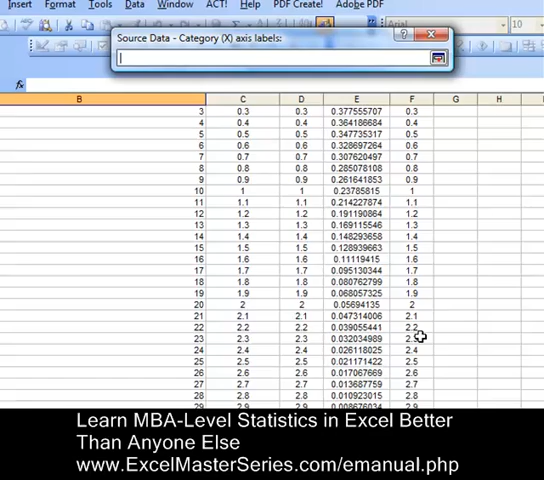 Insert Format Tools Data Window ACT! Help PDF Create! Adobe PDF
Arial 10
Source Data - Category (X) axis labels:
fx
B C D E F G H
3 0.3 0.3 0.377555707 0.3
4 0.4 0.4 0.364186684 0.4
5 0.5 0.5 0.347735317 0.5
6 0.6 0.6 0.328697264 0.6
7 0.7 0.7 0.307620497 0.7
8 0.8 0.8 0.285078108 0.8
9 0.9 0.9 0.261641853 0.9
10 1 1 0.23785815 1
11 1.1 1.1 0.214227874 1.1
12 1.2 1.2 0.191190864 1.2
13 1.3 1.3 0.169115546 1.3
14 1.4 1.4 0.148293658 1.4
15 1.5 1.5 0.128939663 1.5
16 1.6 1.6 0.11119415 1.6
17 1.7 1.7 0.095130344 1.7
18 1.8 1.8 0.080762799 1.8
19 1.9 1.9 0.068057325 1.9
20 2 2 0.05694135 2
21 2.1 2.1 0.047314006 2.1
22 2.2 2.2 0.039055441 2.2
23 2.3 2.3 0.032034989
24 2.4 2.4 0.026118025 2.4
25 2.5 2.5 0.021171422 2.5
26 2.6 2.6 0.017067669 2.6
27 2.7 2.7 0.013687759 2.7
28 2.8 2.8 0.010923015 2.8
29 2.9 2.9 0.008676034 2.9
Learn MBA-Level Statistics in Excel Better
Than Anyone Else
www.ExcelMasterSeries.com/emanual.php